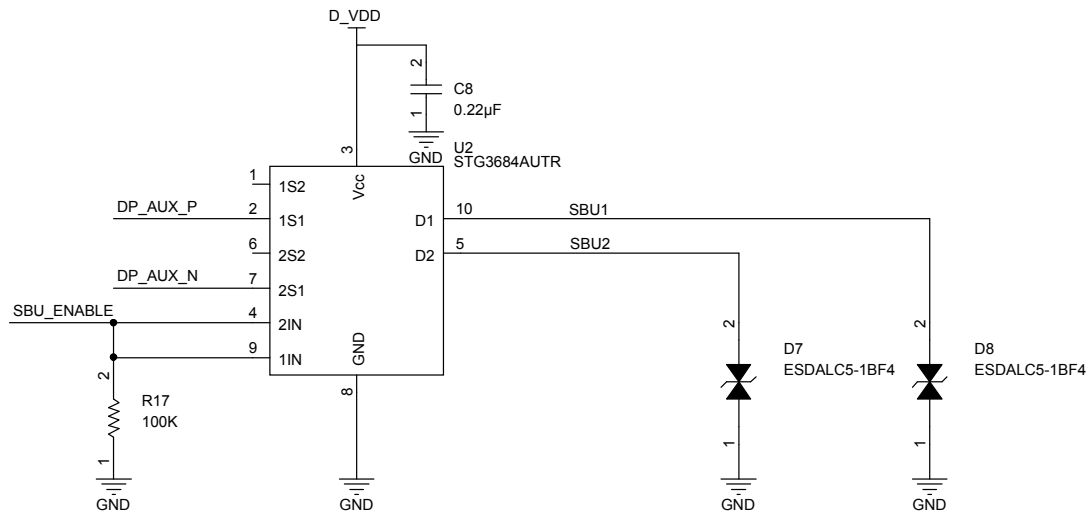 D_VDD
2
C8
0.22µF
1
GND
U2
STG3684AUTR
3
Vcc
1
1S2
DP_AUX_P
2
1S1
D1
10
SBU1
6
2S2
D2
5
SBU2
DP_AUX_N
7
2S1
SBU_ENABLE
4
2IN
9
1IN
GND
8
2
R17
100K
1
GND
GND
2
D7
ESDALC5-1BF4
1
GND
2
D8
ESDALC5-1BF4
1
GND